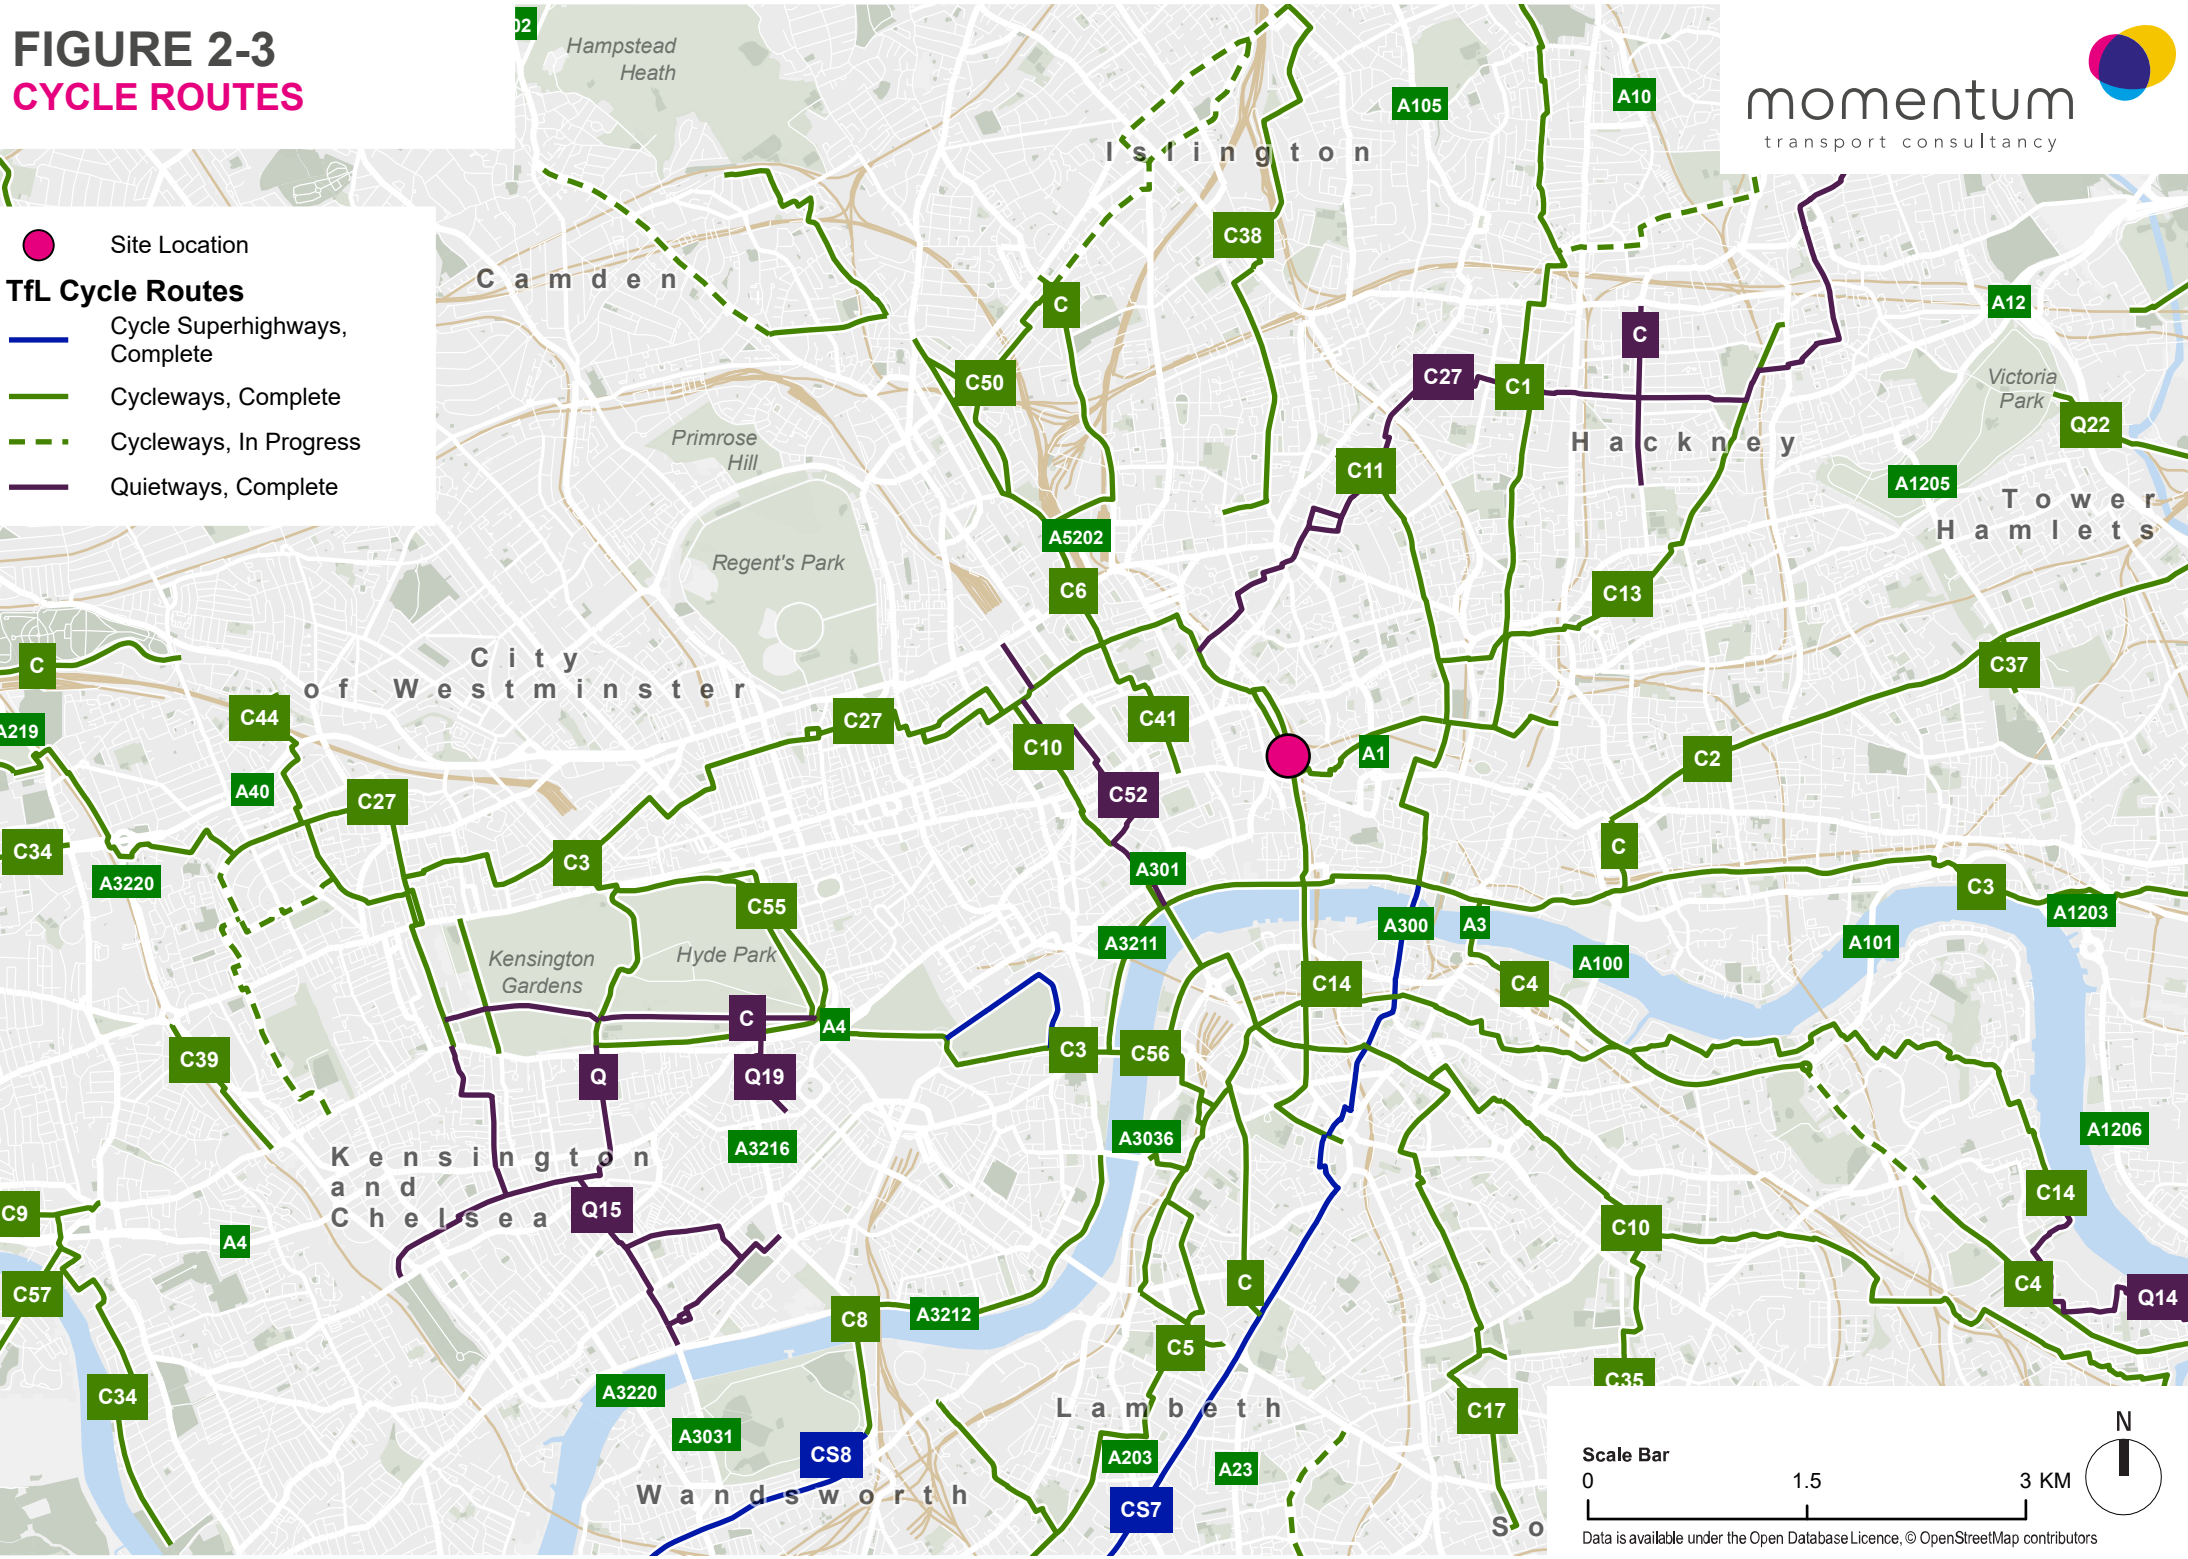 FIGURE 2-3
CYCLE ROUTES
momentum
transport consultancy
Site Location
TfL Cycle Routes
Cycle Superhighways,
Complete
Cycleways, Complete
Cycleways, In Progress
Quietways, Complete
02
Hampstead
Heath
A105
A10
Islington
C38
Camden
C
A12
C
C50
C27
C1
Victoria
Park
Q22
Primrose
Hill
Hackney
C11
A1205
Tower
Hamlets
A5202
Regent's Park
C6
C13
City
of Westminster
C
C37
C44
C27
C41
A219
C10
A1
C2
A40
C27
C52
C34
C3
C
A3220
A301
C3
C55
A1203
A300
A3
A3211
A101
Kensington
Gardens
Hyde Park
A100
C14
C4
C
A4
C3
C56
C39
Q
Q19
A3036
A3216
A1206
Kensington
and
Chelsea
C14
C9
Q15
C10
A4
C57
C
C4
Q14
C8
A3212
C5
C34
A3220
C35
Lambeth
C17
A3031
CS8
A203
A23
Wandsworth
CS7
So
Scale Bar
0 1.5 3 KM
N
Data is available under the Open Database Licence, © OpenStreetMap contributors